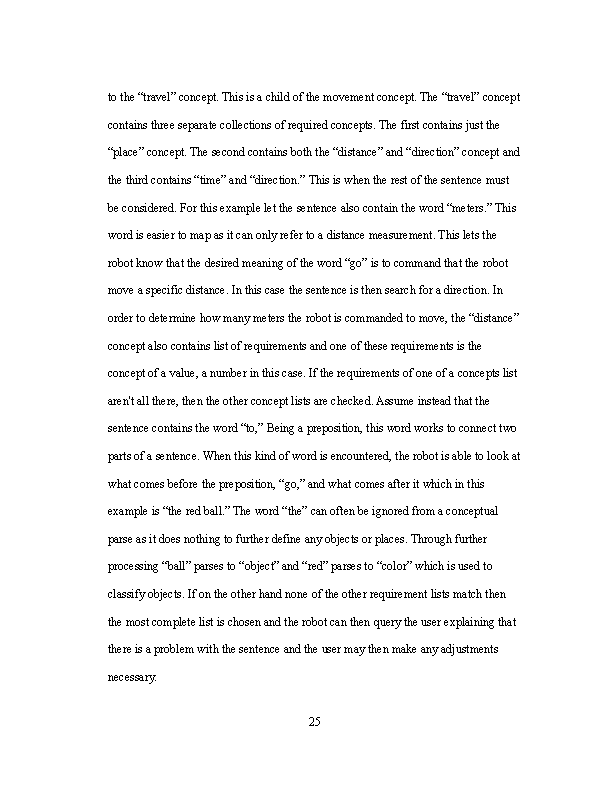 to the “travel” concept. This is a child of the movement concept. The “travel” concept
contains three separate collections of required concepts. The first contains just the
“place” concept. The second contains both the “distance” and “direction” concept and
the third contains “time” and “direction.” This is when the rest of the sentence must
be considered. For this example let the sentence also contain the word “meters.” This
word is easier to map as it can only refer to a distance measurement. This lets the
robot know that the desired meaning of the word “go” is to command that the robot
move a specific distance. In this case the sentence is then search for a direction. In
order to determine how many meters the robot is commanded to move, the “distance”
concept also contains list of requirements and one of these requirements is the
concept of a value, a number in this case. If the requirements of one of a concepts list
aren't all there, then the other concept lists are checked. Assume instead that the
sentence contains the word “to,” Being a preposition, this word works to connect two
parts of a sentence. When this kind of word is encountered, the robot is able to look at
what comes before the preposition, “go,” and what comes after it which in this
example is “the red ball.” The word “the” can often be ignored from a conceptual
parse as it does nothing to further define any objects or places. Through further
processing “ball” parses to “object” and “red” parses to “color” which is used to
classify objects. If on the other hand none of the other requirement lists match then
the most complete list is chosen and the robot can then query the user explaining that
there is a problem with the sentence and the user may then make any adjustments
necessary.
25